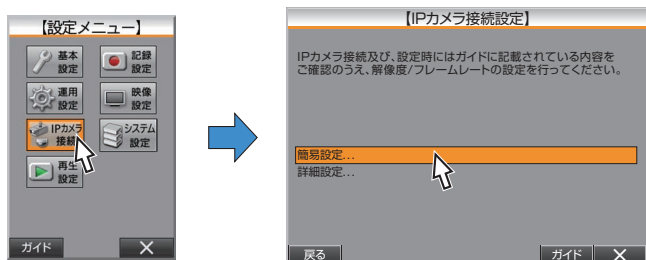 【設定メニュー】
基本
設定
記録
設定
運用
設定
映像
設定
IPカメラ
接続
システム
設定
再生
設定
ガイド
【IPカメラ接続設定】
IPカメラ接続及び、設定時にはガイドに記載されている内容を
ご確認のうえ、解像度/フレームレートの設定を行ってください。
簡易設定...
詳細設定...
戻る
ガイド